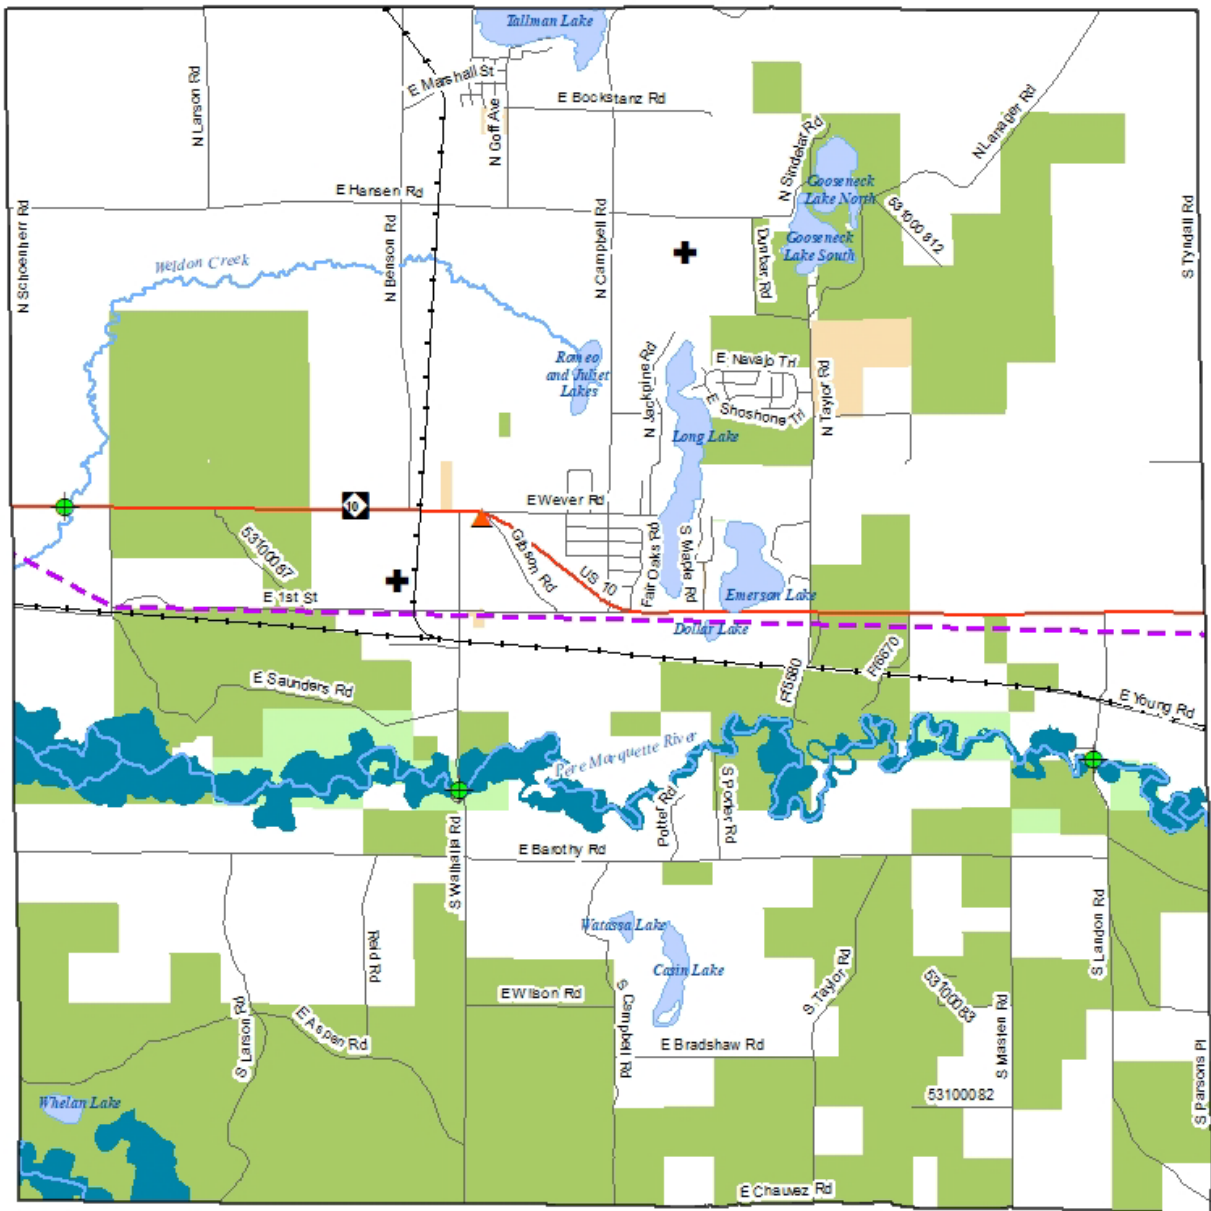 Tallman Lake
E Marshall St
N Larson Rd
E Bockstanz Rd
N Goff Ave
N Lanager Rd
N Sindelar Rd
Gooseneck
Lake North
E Hansen Rd
N Schoenherr Rd
N Benson Rd
N Campbell Rd
53100812
S Tyndall Rd
Dunbar Rd
Gooseneck
Lake South
Weldon Creek
Romeo
and Juliet
Lakes
N Jackpine Rd
E Navajo Trl
E Shoshone Trl
N Taylor Rd
Long Lake
10
E Wever Rd
53100087
Gibson Rd
US 10
Fair Oaks Rd
S Maple Rd
E 1st St
Emerson Lake
Dollar Lake
Ff6680
Ff6670
E Saunders Rd
E Young Rd
Pere Marquette River
Potter Rd
S Porter Rd
S Walhalla Rd
E Barothy Rd
Watassa Lake
Casin Lake
Reid Rd
S Landon Rd
S Taylor Rd
53100083
E Wilson Rd
S Campbell Rd
S Larson Rd
E Aspen Rd
E Bradshaw Rd
S Masten Rd
53100082
S Parsons Pl
Whelan Lake
E Chauvez Rd